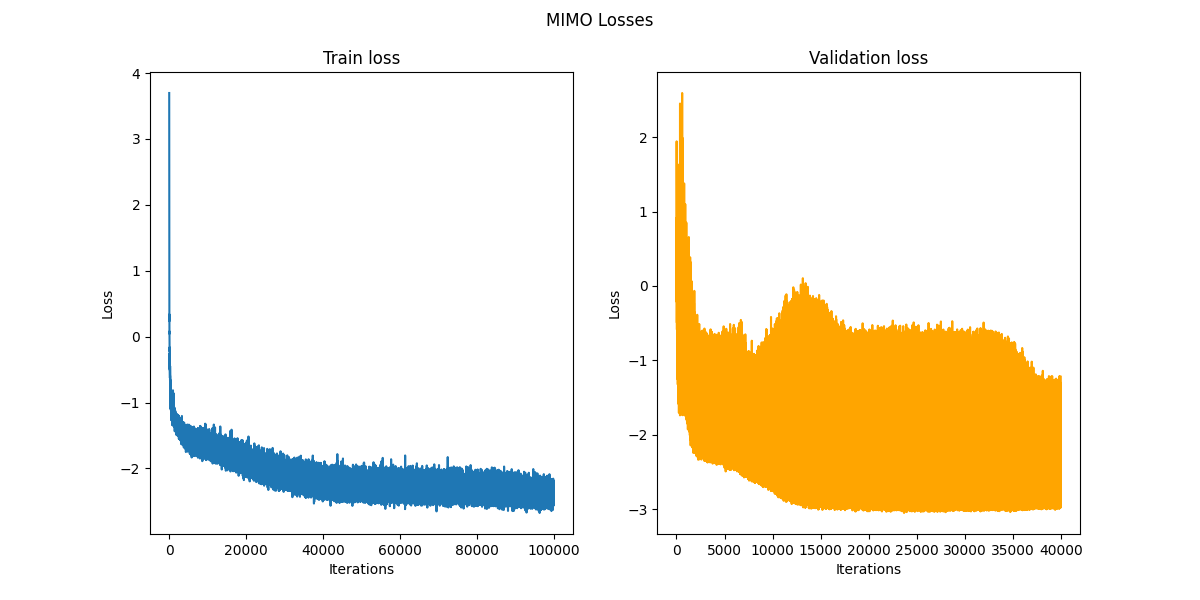 MIMO Losses
Train loss
Loss
4
3
2
1
0
−1
−2
0 20000 40000 60000 80000 100000
Iterations
Validation loss
Loss
2
1
0
−1
−2
−3
0 5000 10000 15000 20000 25000 30000 35000 40000
Iterations